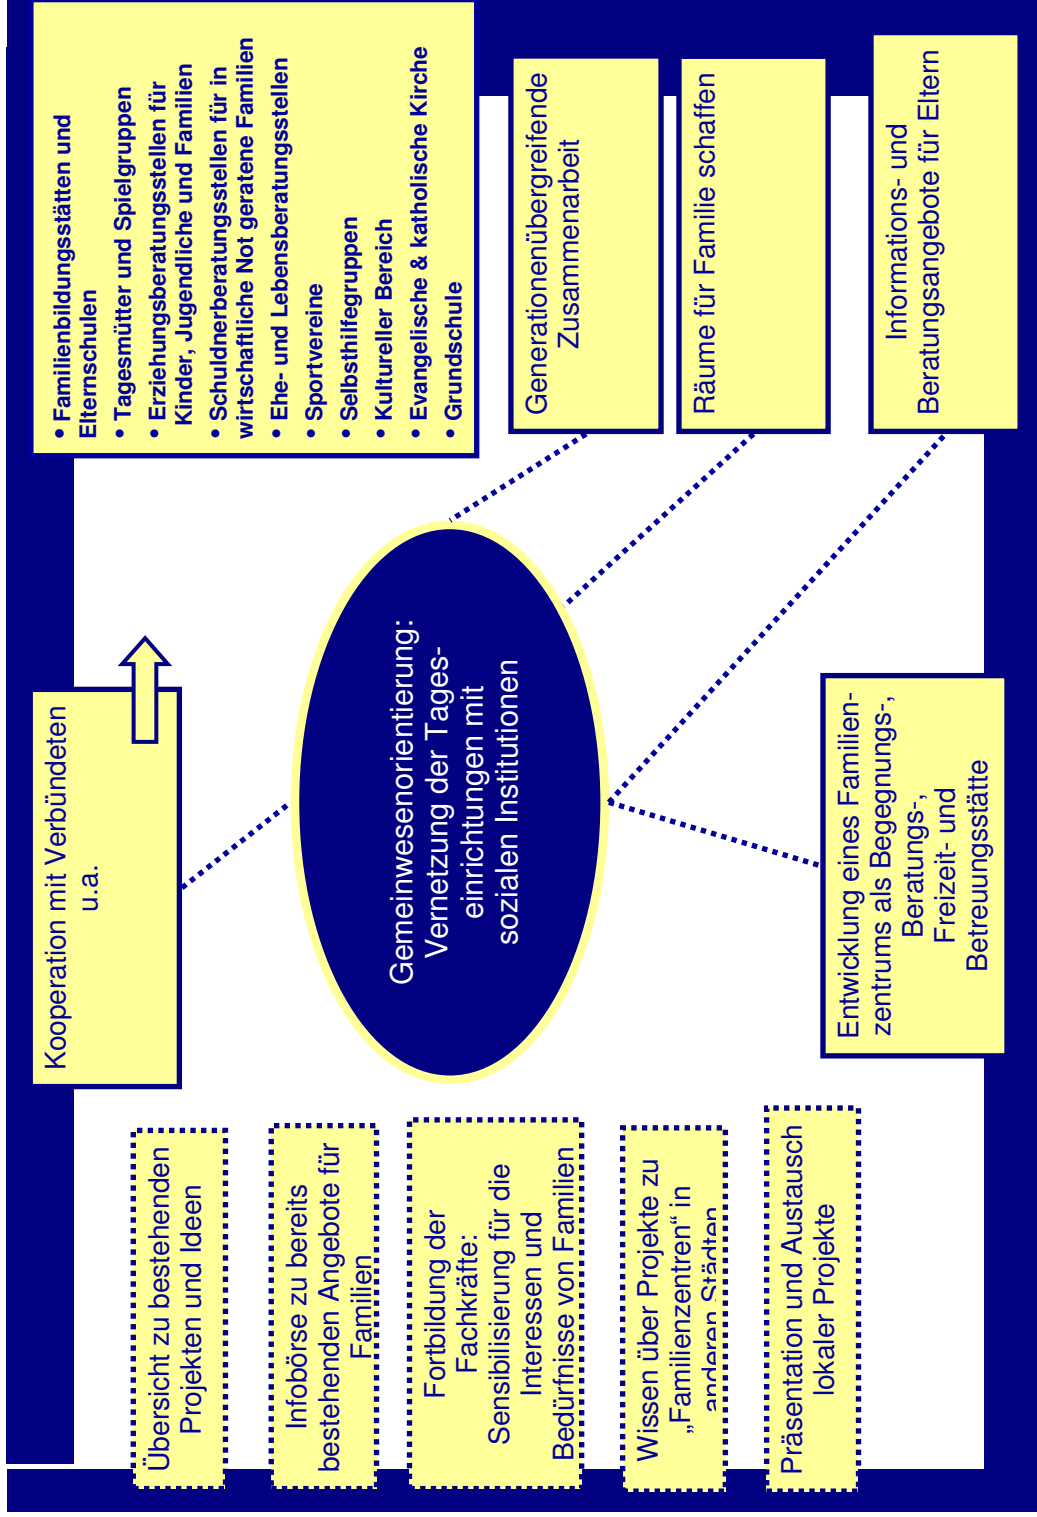 Übersicht zu bestehenden
Projekten und Ideen
Infobörse zu bereits
bestehenden Angebote für
Familien
Fortbildung der
Fachkräfte:
Sensibilisierung für die
Interessen und
Bedürfnisse von Familien
Wissen über Projekte zu
„Familienzentren“ in
anderen Städten
Präsentation und Austausch
lokaler Projekte
Kooperation mit Verbündeten
u.a.
Gemeinwesenorientierung:
Vernetzung der Tages-
einrichtungen mit
sozialen Institutionen
Entwicklung eines Familien-
zentrums als Begegnungs-,
Beratungs-,
Freizeit- und
Betreuungsstätte
• Familienbildungsstätten und
Elternschulen
• Tagesmütter und Spielgruppen
• Erziehungsberatungsstellen für
Kinder, Jugendliche und Familien
• Schuldnerberatungsstellen für in
wirtschaftliche Not geratene Familien
• Ehe- und Lebensberatungsstellen
• Sportvereine
• Selbsthilfegruppen
• Kultureller Bereich
• Evangelische & katholische Kirche
• Grundschule
Generationenübergreifende
Zusammenarbeit
Räume für Familie schaffen
Informations- und
Beratungsangebote für Eltern